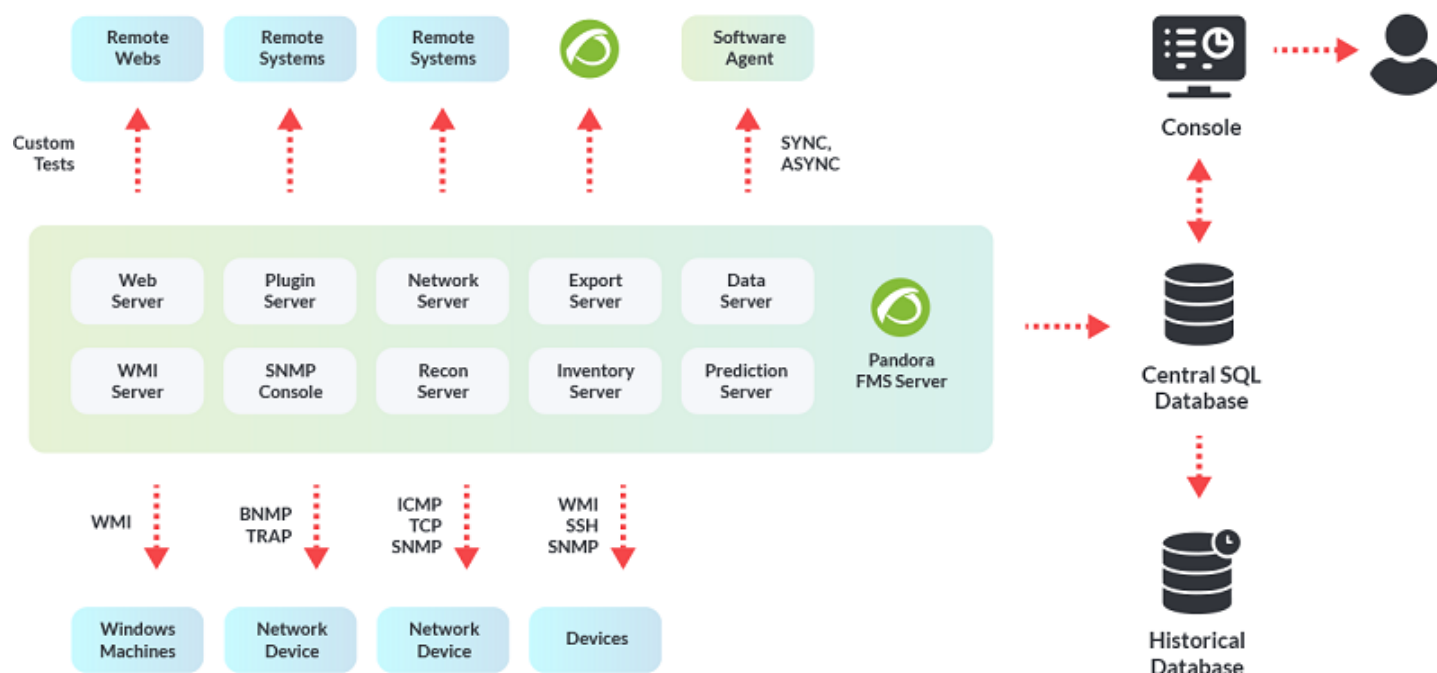 Remote
Webs
Remote
Systems
Remote
Systems
Software
Agent
Custom
Tests
SYNC,
ASYNC
Console
Web
Server
Plugin
Server
Network
Server
Export
Server
Data
Server
WMI
Server
SNMP
Console
Recon
Server
Inventory
Server
Prediction
Server
Pandora
FMS Server
Central SQL
Database
WMI
BNMP
TRAP
ICMP
TCP
SNMP
WMI
SSH
SNMP
Windows
Machines
Network
Device
Network
Device
Devices
Historical
Database